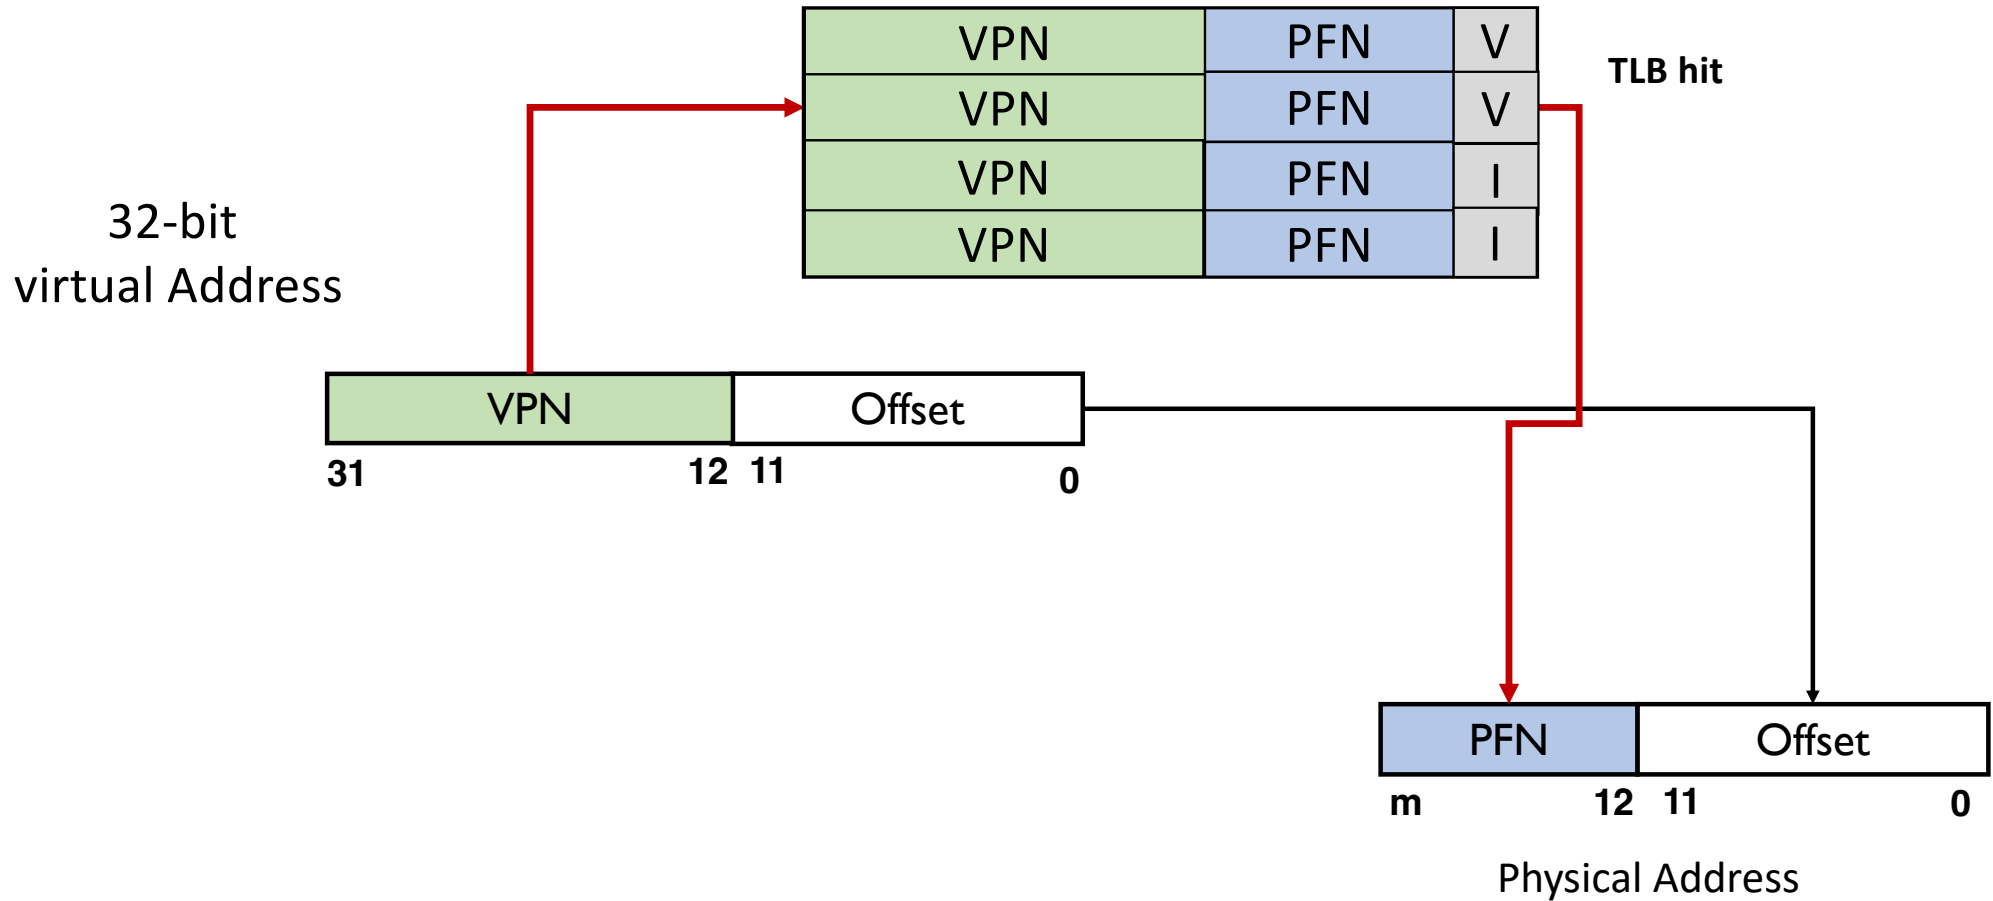 VPN PFN V
TLB hit
VPN PFN V
VPN PFN I
VPN PFN I
32-bit
virtual Address
VPN Offset
31 12 11 0
PFN Offset
m 12 11 0
Physical Address